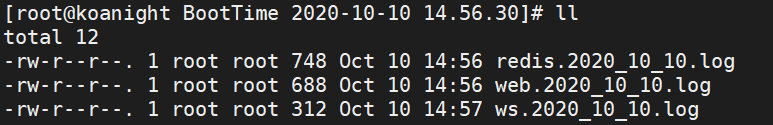 [root@koanight BootTime 2020-10-10 14.56.30]# ll
total 12
-rw-r--r--. 1 root root 748 Oct 10 14:56 redis.2020_10_10.log
-rw-r--r--. 1 root root 688 Oct 10 14:56 web.2020_10_10.log
-rw-r--r--. 1 root root 312 Oct 10 14:57 ws.2020_10_10.log